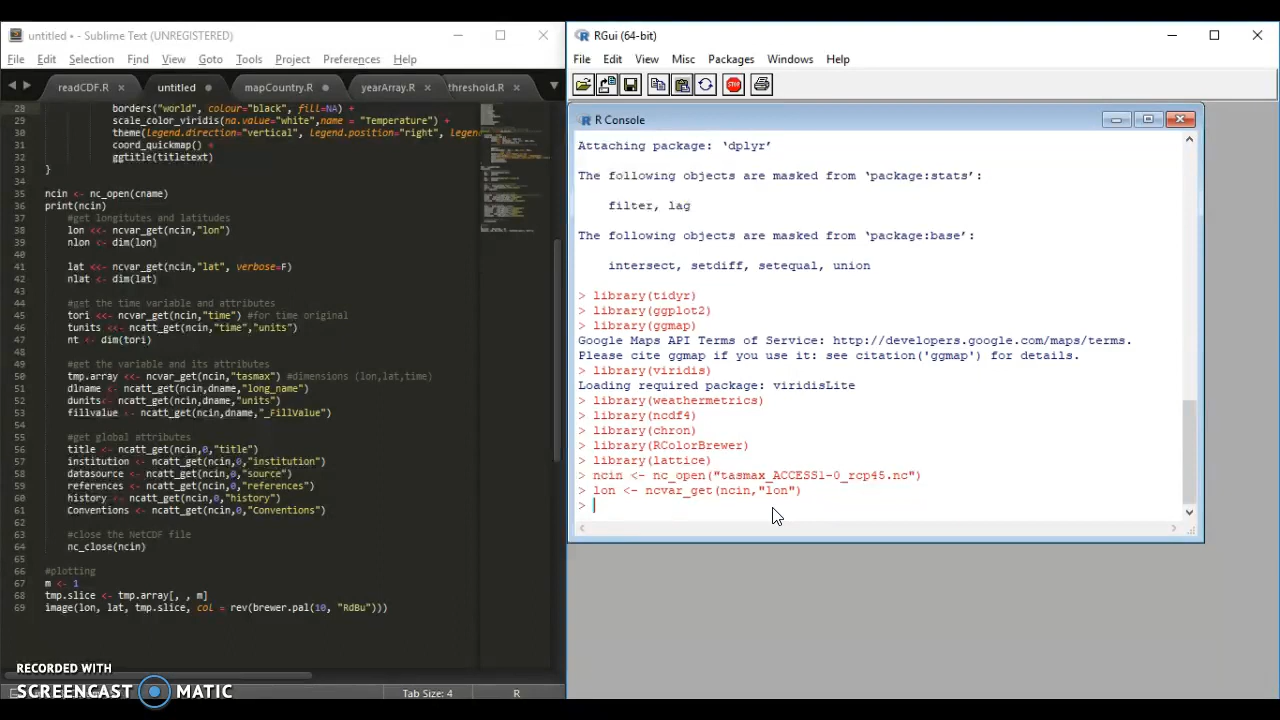 untitled • - Sublime Text (UNREGISTERED)
File Edit Selection Find View Goto Tools Project Preferences Help
readCDF.R untitled mapCountry.R yearArray.R threshold.R
28 borders("world", colour="black", fill=NA) +
29 scale_color_viridis(na.value="white",name = "Temperature") +
30 theme(legend.direction="vertical", legend.position="right", legen
31 coord_quickmap() +
32 ggtitle(titletext)
33 }
34
35 ncin <- nc_open(cname)
36 print(ncin)
37 #get longitutes and latitudes
38 lon <<- ncvar_get(ncin,"lon")
39 nlon <- dim(lon)
40
41 lat <<- ncvar_get(ncin,"lat", verbose=F)
42 nlat <- dim(lat)
43
44 #get the time variable and attributes
45 tori <<- ncvar_get(ncin,"time") #for time original
46 tunits <<- ncatt_get(ncin,"time","units")
47 nt <- dim(tori)
48
49 #get the variable and its attributes
50 tmp.array <<- ncvar_get(ncin,"tasmax") #dimensions (lon,lat,time)
51 dlname <- ncatt_get(ncin,dname,"long_name")
52 dunits<- ncatt_get(ncin,dname,"units")
53 fillvalue <- ncatt_get(ncin,dname,"_FillValue")
54
55 #get global attributes
56 title <- ncatt_get(ncin,0,"title")
57 institution <- ncatt_get(ncin,0,"institution")
58 datasource <- ncatt_get(ncin,0,"source")
59 references <- ncatt_get(ncin,0,"references")
60 history <- ncatt_get(ncin,0,"history")
61 Conventions <- ncatt_get(ncin,0,"Conventions")
62
63 #close the NetCDF file
64 nc_close(ncin)
65
66 #plotting
67 m <- 1
68 tmp.slice <- tmp.array[, , m]
69 image(lon, lat, tmp.slice, col = rev(brewer.pal(10, "RdBu")))
Tab Size: 4 R
RECORDED WITH
SCREENCAST MATIC
RGui (64-bit)
File Edit View Misc Packages Windows Help
STOP
R Console
Attaching package: ‘dplyr’
The following objects are masked from ‘package:stats’:
filter, lag
The following objects are masked from ‘package:base’:
intersect, setdiff, setequal, union
> library(tidyr)
> library(ggplot2)
> library(ggmap)
Google Maps API Terms of Service: http://developers.google.com/maps/terms.
Please cite ggmap if you use it: see citation('ggmap') for details.
> library(viridis)
Loading required package: viridisLite
> library(weathermetrics)
> library(ncdf4)
> library(chron)
> library(RColorBrewer)
> library(lattice)
> ncin <- nc_open("tasmax_ACCESS1-0_rcp45.nc")
> lon <- ncvar_get(ncin,"lon")
>